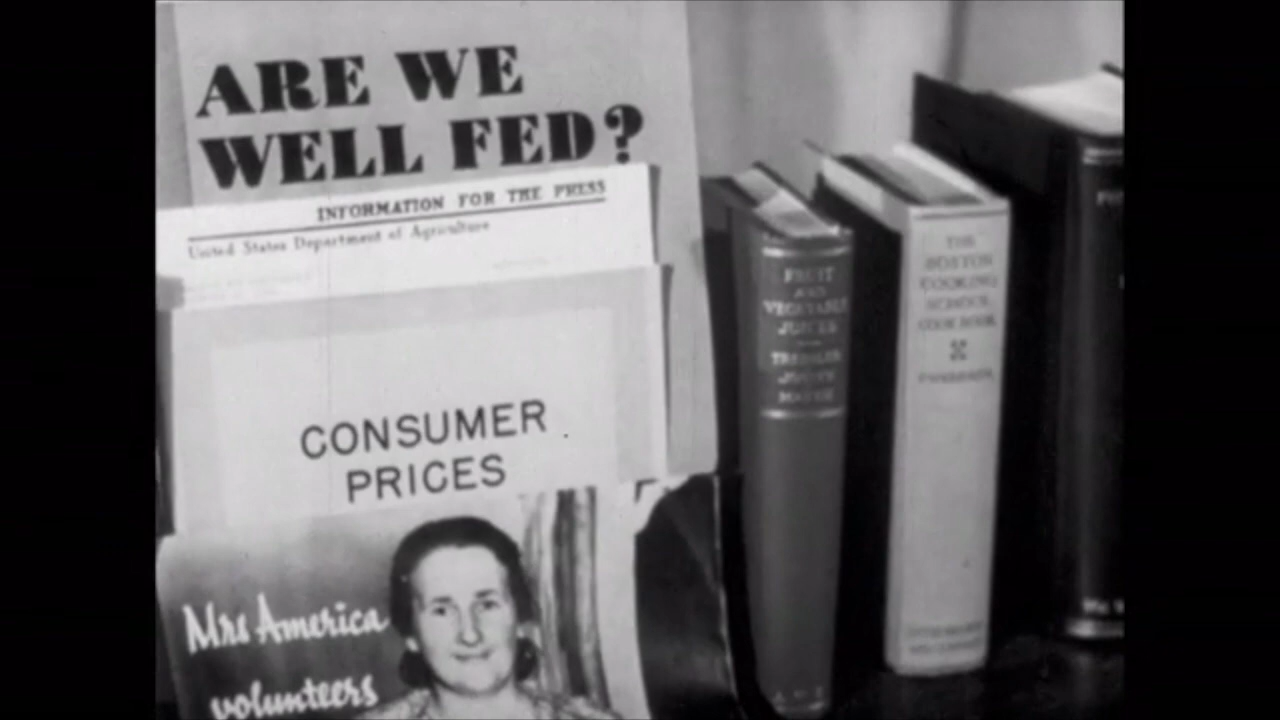 ARE WE
WELL FED?
INFORMATION FOR THE PRESS
United States Department of Agriculture
CONSUMER
PRICES
Mrs America
volunteers
FRUIT
AND
VEGETABLE
JUICES
THE
BOSTON
COOKING
SCHOOL
COOK BOOK